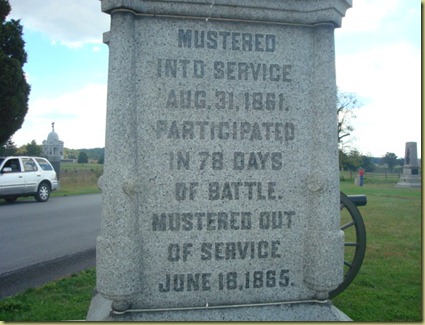 MUSTERED
INTO SERVICE
AUG. 31, 1861.
PARTICIPATED
IN 78 DAYS
OF BATTLE.
MUSTERED OUT
OF SERVICE
JUNE 18, 1865.